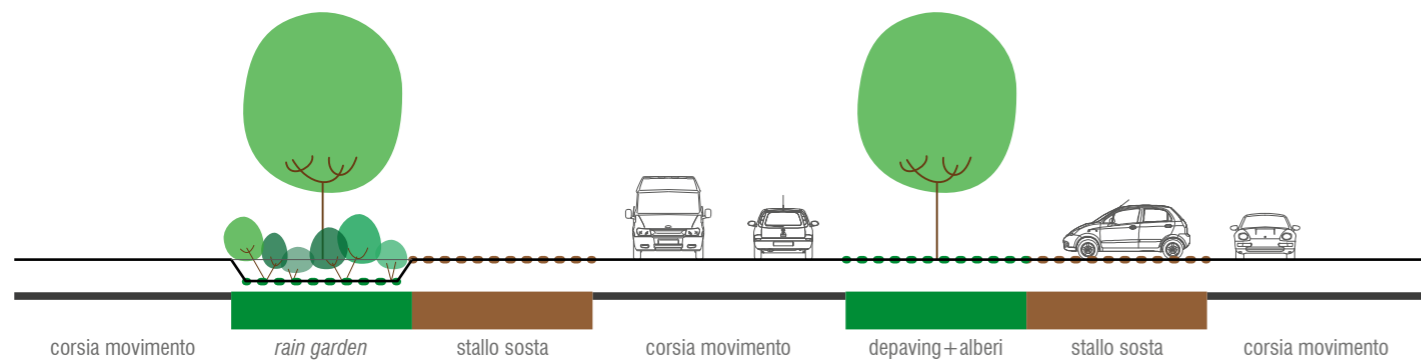 corsia movimento
rain garden
stallo sosta
corsia movimento
depaving+alberi
stallo sosta
corsia movimento